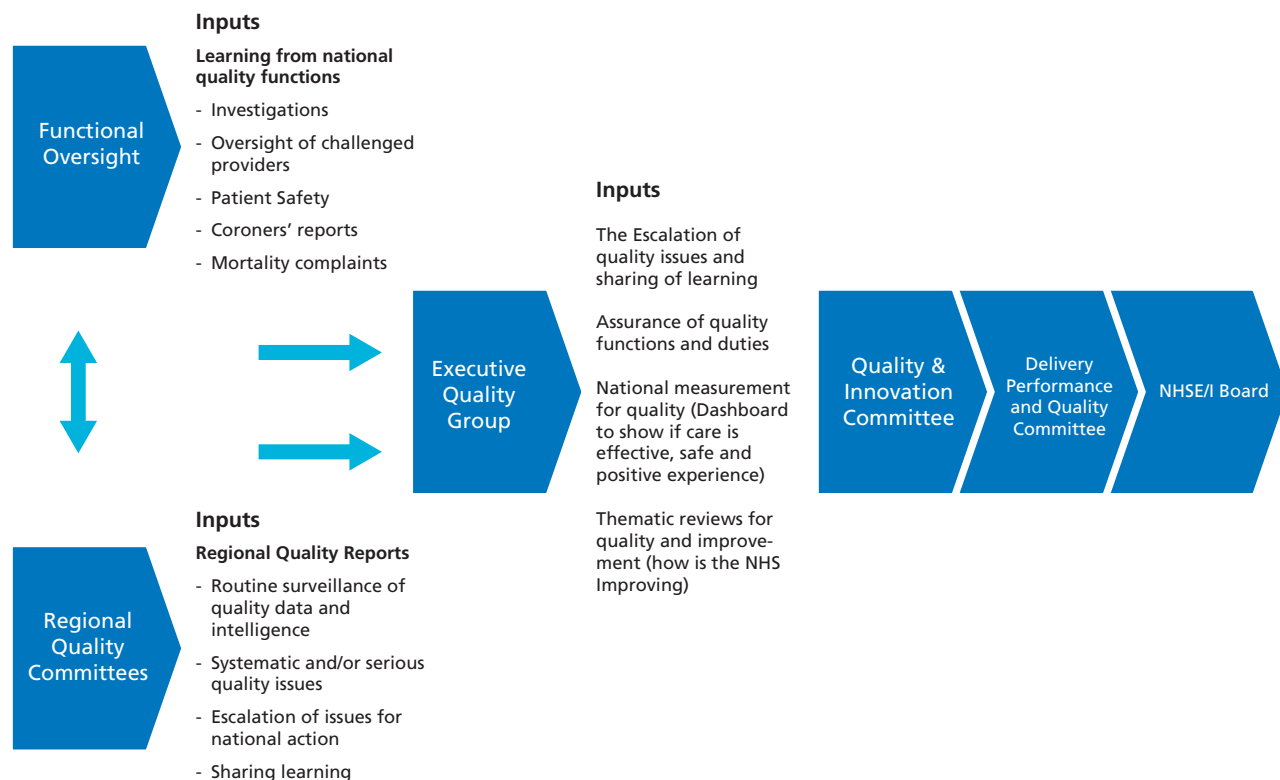 Functional
Oversight
Inputs
Learning from national
quality functions
- Investigations
- Oversight of challenged
providers
- Patient Safety
- Coroners’ reports
- Mortality complaints
Regional
Quality
Committees
Inputs
Regional Quality Reports
- Routine surveillance of
quality data and
intelligence
- Systematic and/or serious
quality issues
- Escalation of issues for
national action
- Sharing learning
Executive
Quality
Group
Inputs
The Escalation of
quality issues and
sharing of learning
Assurance of quality
functions and duties
National measurement
for quality (Dashboard
to show if care is
effective, safe and
positive experience)
Thematic reviews for
quality and improve-
ment (how is the NHS
Improving)
Quality &
Innovation
Committee
Delivery
Performance
and Quality
Committee
NHSE/I Board